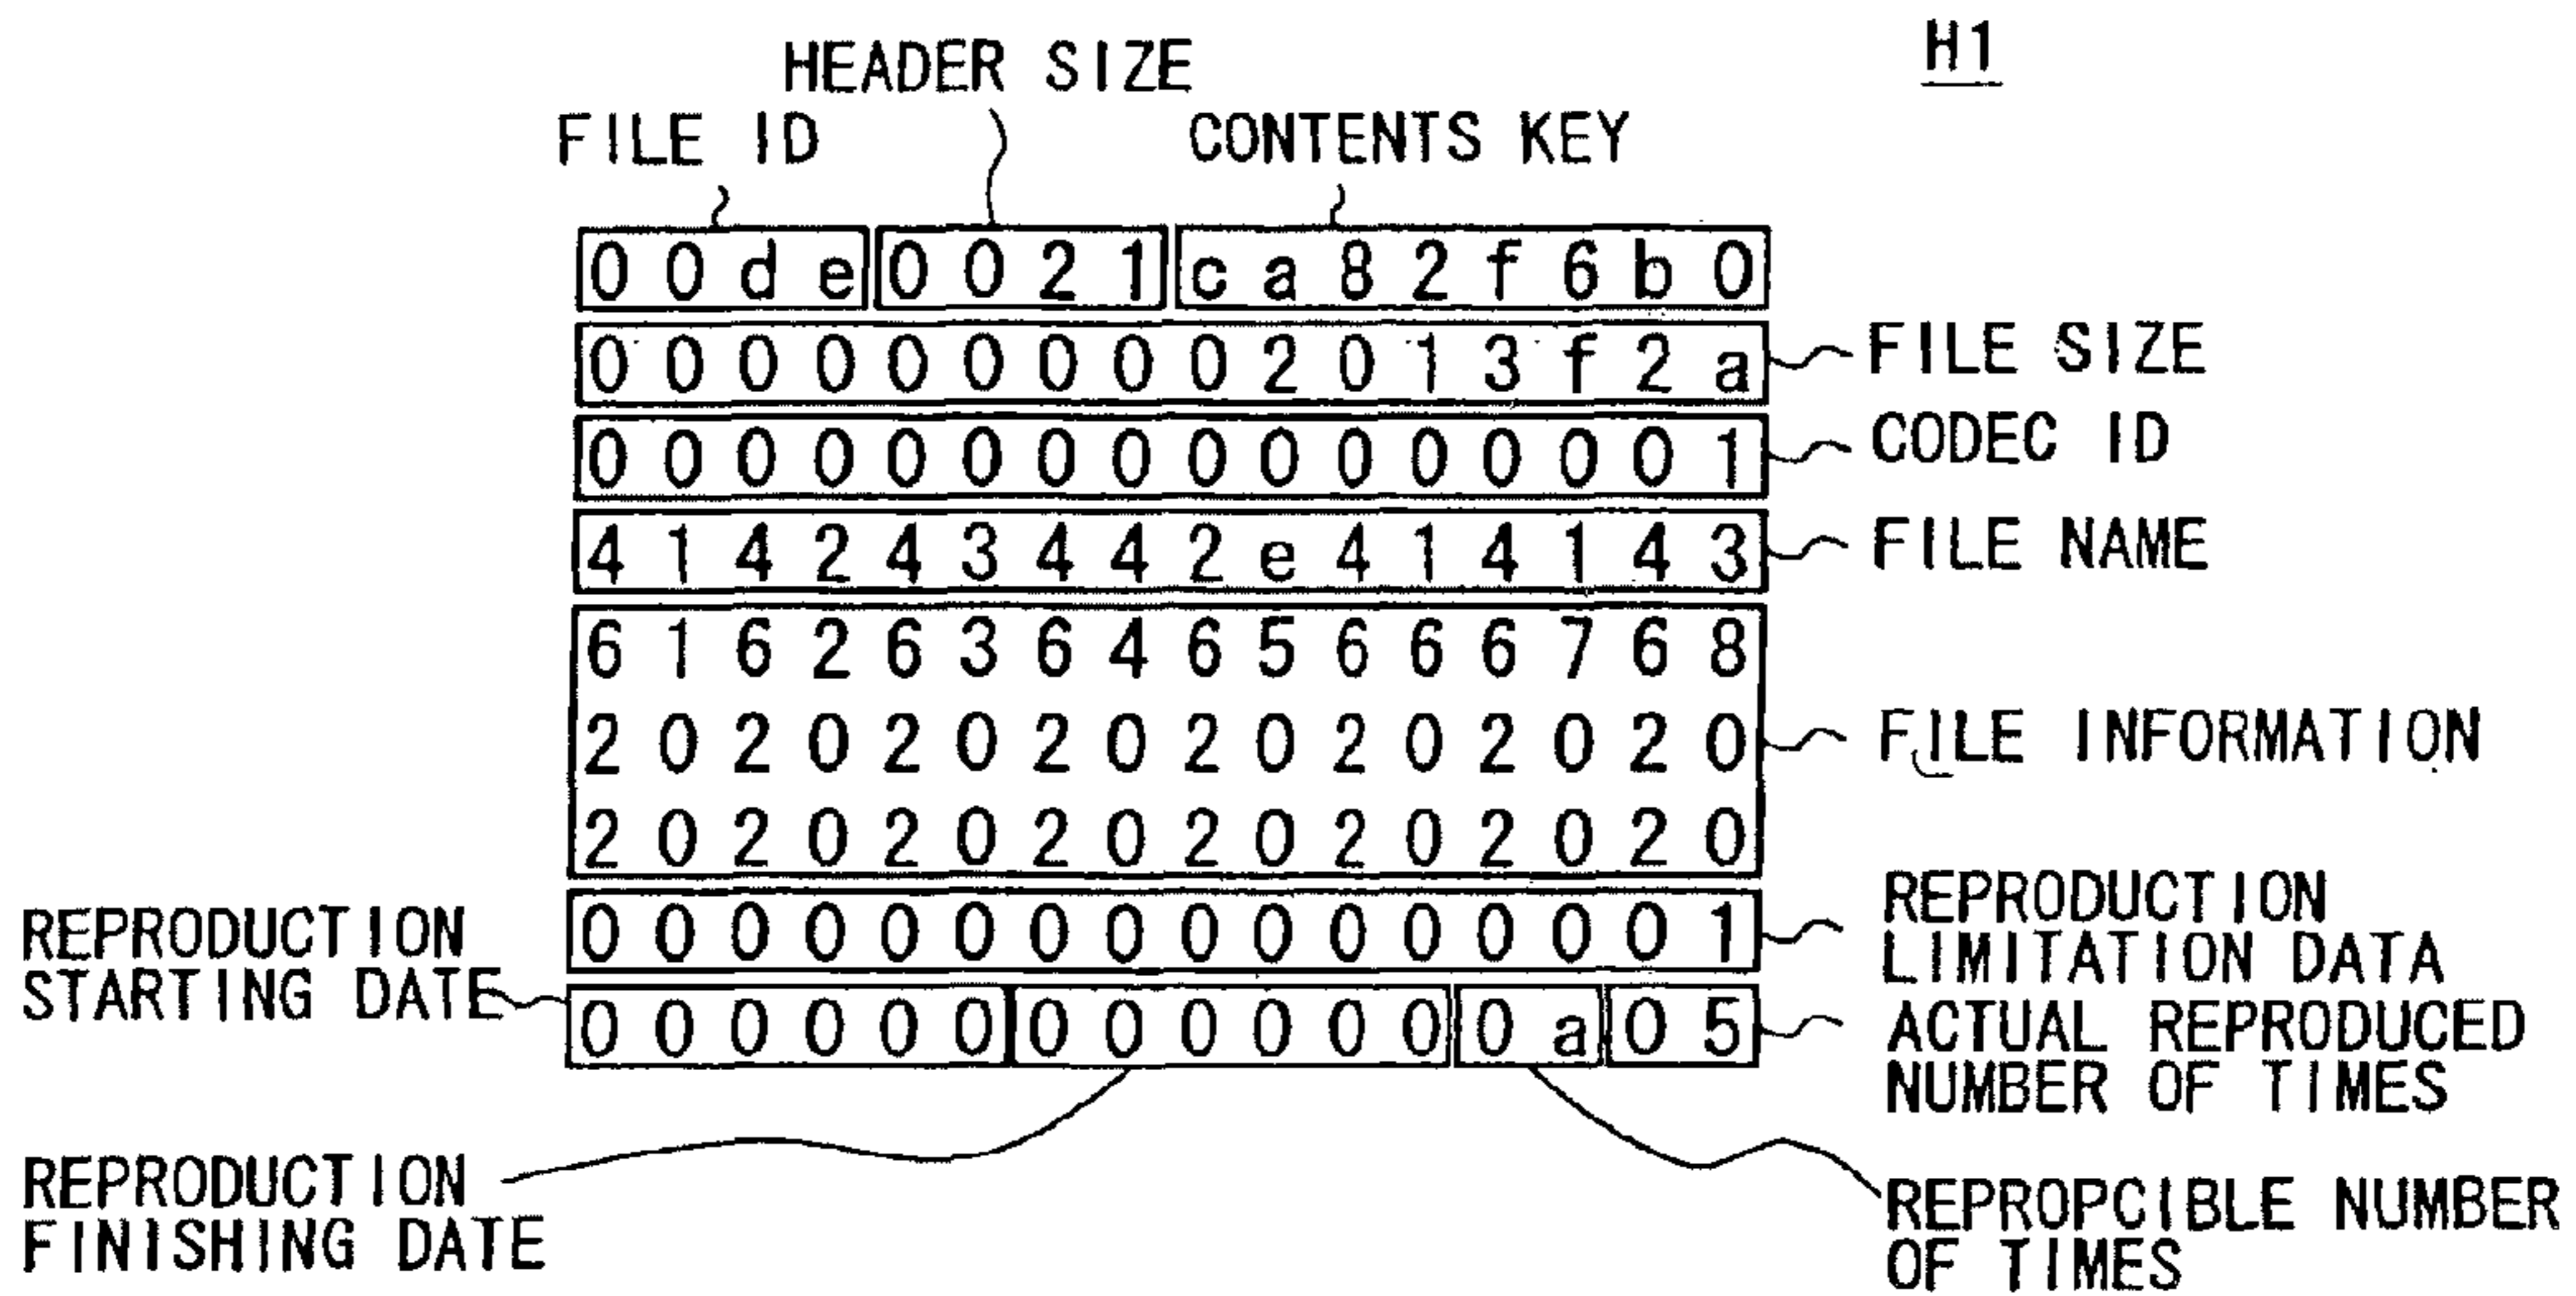 H1
HEADER SIZE
FILE ID
CONTENTS KEY
0 0 d e 0 0 2 1 c a 8 2 f 6 b 0
0 0 0 0 0 0 0 0 0 2 0 1 3 f 2 a
FILE SIZE
0 0 0 0 0 0 0 0 0 0 0 0 0 0 0 1
CODEC ID
4 1 4 2 4 3 4 4 2 e 4 1 4 1 4 3
FILE NAME
6 1 6 2 6 3 6 4 6 5 6 6 6 7 6 8
2 0 2 0 2 0 2 0 2 0 2 0 2 0 2 0
FILE INFORMATION
2 0 2 0 2 0 2 0 2 0 2 0 2 0 2 0
0 0 0 0 0 0 0 0 0 0 0 0 0 0 0 1
REPRODUCTION
LIMITATION DATA
REPRODUCTION
STARTING DATE
0 0 0 0 0 0 0 0 0 0 0 0 0 a 0 5
ACTUAL REPRODUCED
NUMBER OF TIMES
REPRODUCTION
FINISHING DATE
REPROPCIBLE NUMBER
OF TIMES